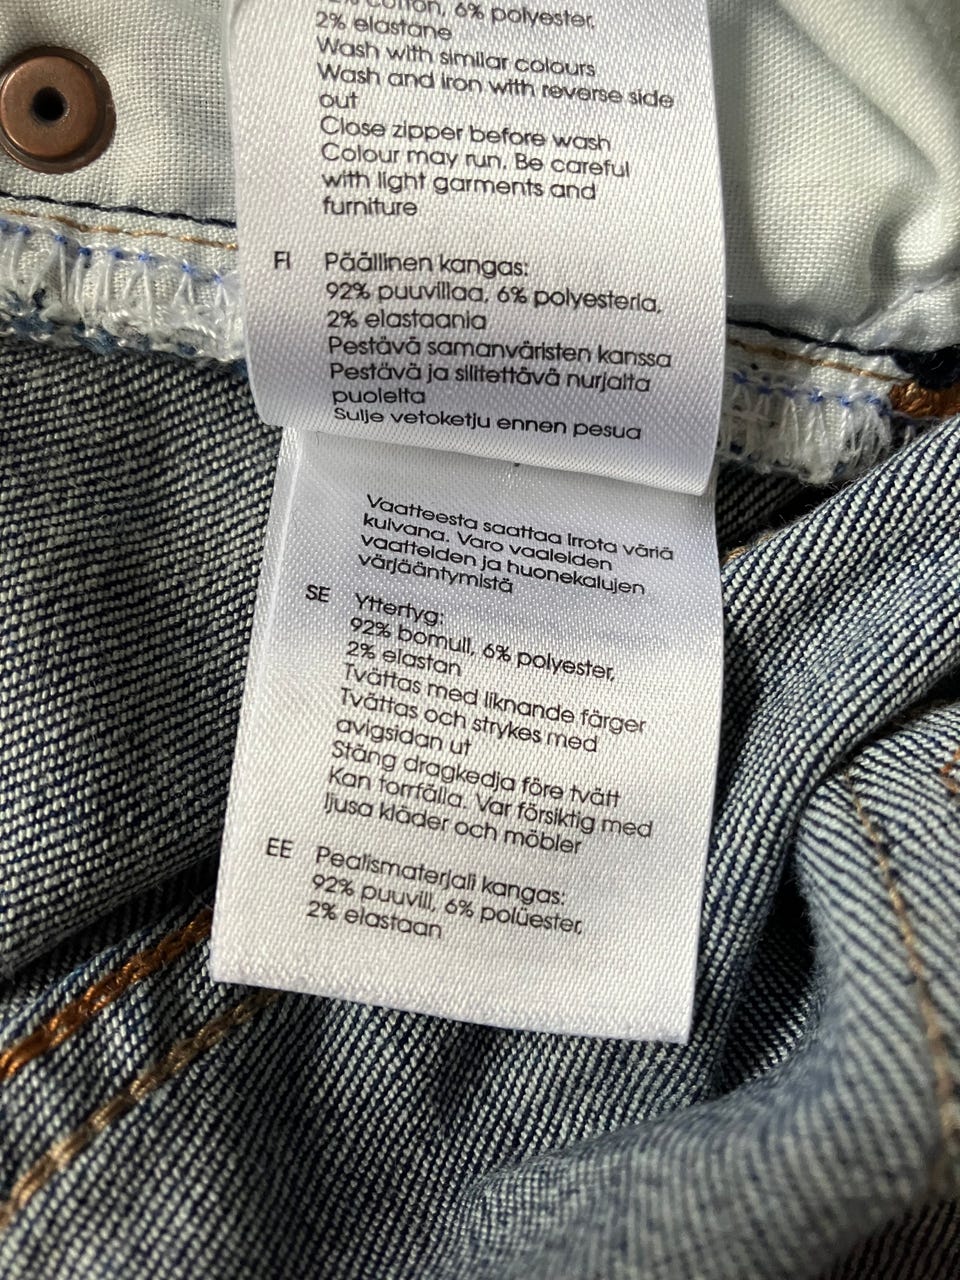 cotton, 6% polyester,
2% elastane
Wash with similar colours
Wash and iron with reverse side
out
Close zipper before wash
Colour may run. Be careful
with light garments and
furniture
FI Päällinen kangas:
92% puuvillaa, 6% polyesteria,
2% elastaania
Pestävä samanväristen kanssa
Pestävä ja silitettävä nurjalta
puolelta
Sulje vetoketju ennen pesua
Vaatteesta saattaa irrota väriä
kuivana. Varo vaaleiden
vaatteiden ja huonekalujen
värjääntymistä
SE Yttertyg:
92% bomull, 6% polyester,
2% elastan
Tvättas med liknande färger
Tvättas och strykes med
avigsidan ut
Stäng dragkedja före tvätt
Kan torrfälla. Var försiktig med
ljusa kläder och möbler
EE Pealismaterjali kangas:
92% puuvill, 6% polüester,
2% elastaan